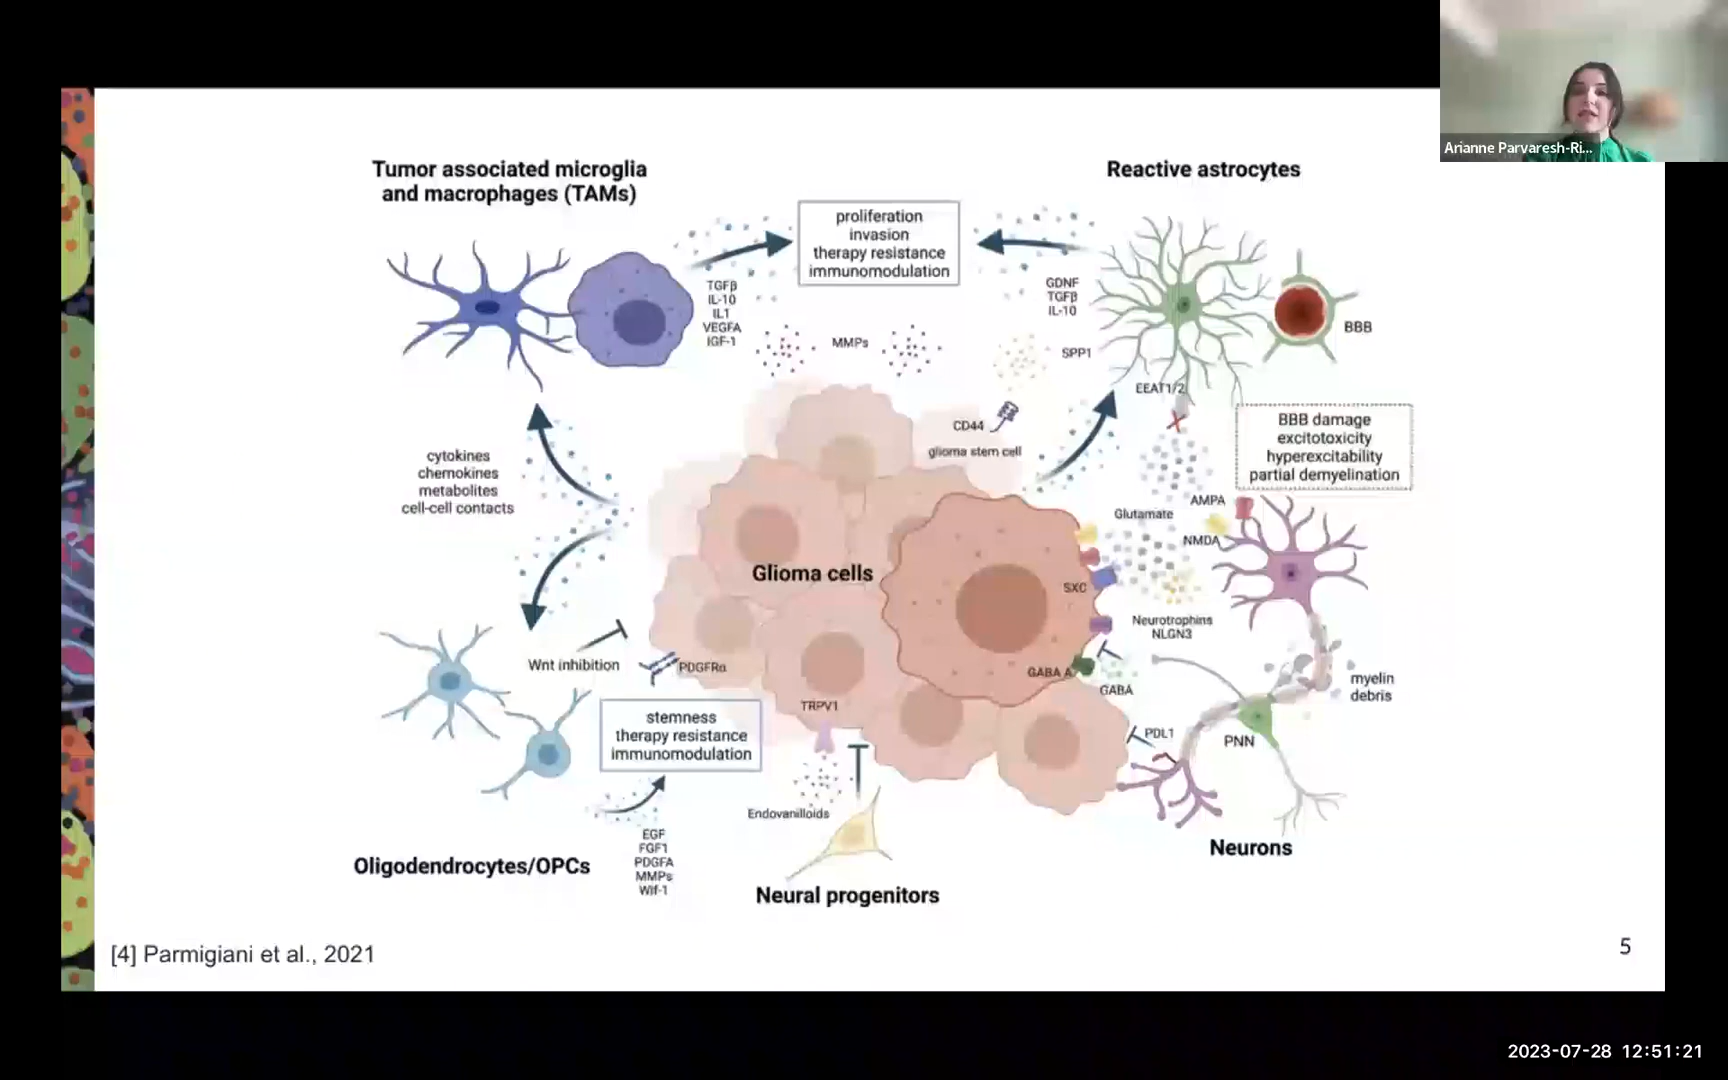 Arianne Parvaresh-Ri...
Tumor associated microglia
and macrophages (TAMs)
Reactive astrocytes
proliferation
invasion
therapy resistance
immunomodulation
TGFβ
IL-10
IL1
VEGFA
IGF-1
MMPs
GDNF
TGFβ
IL-10
SPP1
BBB
EEAT1/2
CD44
glioma stem cell
BBB damage
excitotoxicity
hyperexcitability
partial demyelination
cytokines
chemokines
metabolites
cell-cell contacts
AMPA
Glutamate
NMDA
Glioma cells
SXC
Neurotrophins
NLGN3
Wnt inhibition
PDGFRα
GABA A
GABA
myelin
debris
TRPV1
stemness
therapy resistance
immunomodulation
PDL1
PNN
Endovanilloids
EGF
FGF1
PDGFA
MMPs
Wif-1
Oligodendrocytes/OPCs
Neural progenitors
Neurons
[4] Parmigiani et al., 2021
5
2023-07-28 12:51:21